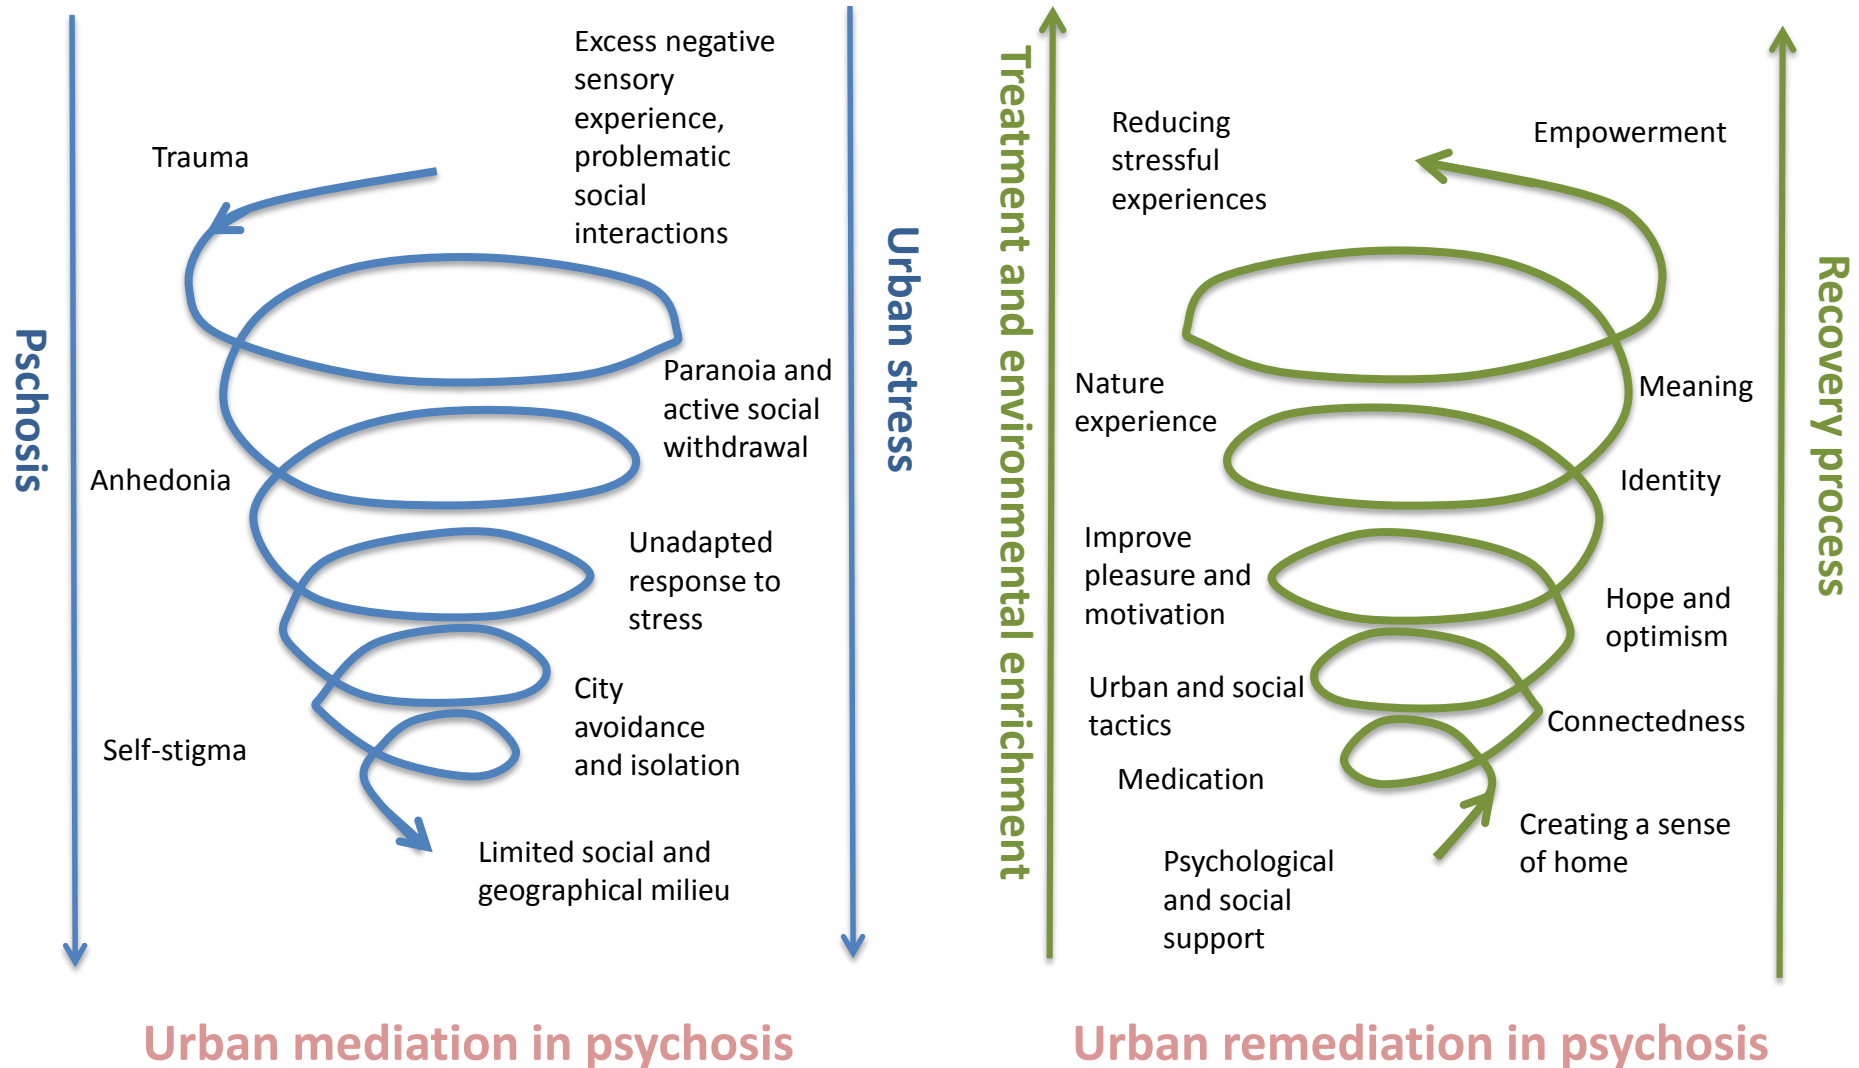 Pschosis
Trauma
Anhedonia
Self-stigma
Excess negative
sensory
experience,
problematic
social
interactions
Paranoia and
active social
withdrawal
Unadapted
response to
stress
City
avoidance
and isolation
Limited social and
geographical milieu
Urban stress
Urban mediation in psychosis
Treatment and environmental enrichment
Reducing
stressful
experiences
Nature
experience
Improve
pleasure and
motivation
Urban and social
tactics
Medication
Psychological
and social
support
Empowerment
Meaning
Identity
Hope and
optimism
Connectedness
Creating a sense
of home
Recovery process
Urban remediation in psychosis